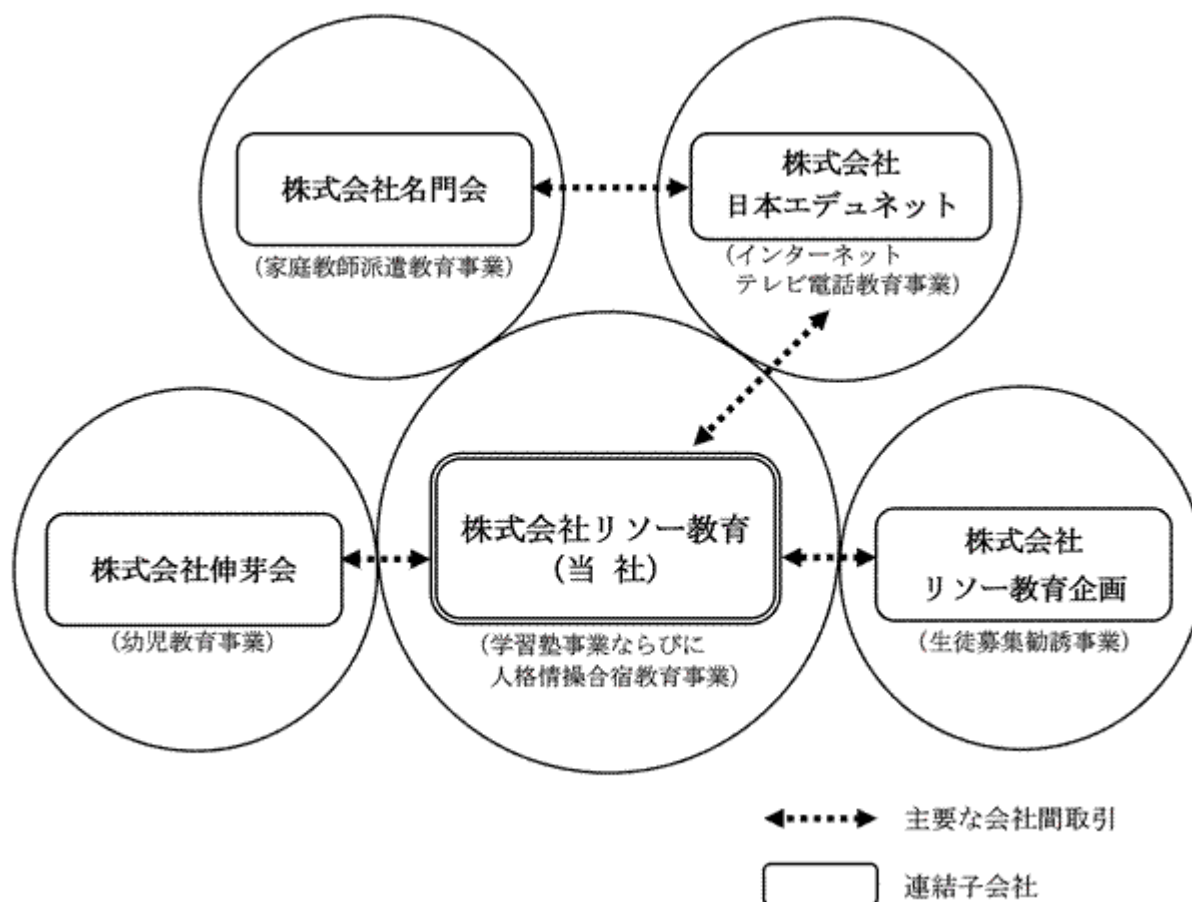 株式会社名門会
(家庭教師派遣教育事業)
株式会社
日本エデュネット
(インターネット
テレビ電話教育事業)
株式会社伸芽会
(幼児教育事業)
株式会社リソー教育
(当 社)
(学習塾事業ならびに
人格情操合宿教育事業)
株式会社
リソー教育企画
(生徒募集勧誘事業)
主要な会社間取引
連結子会社